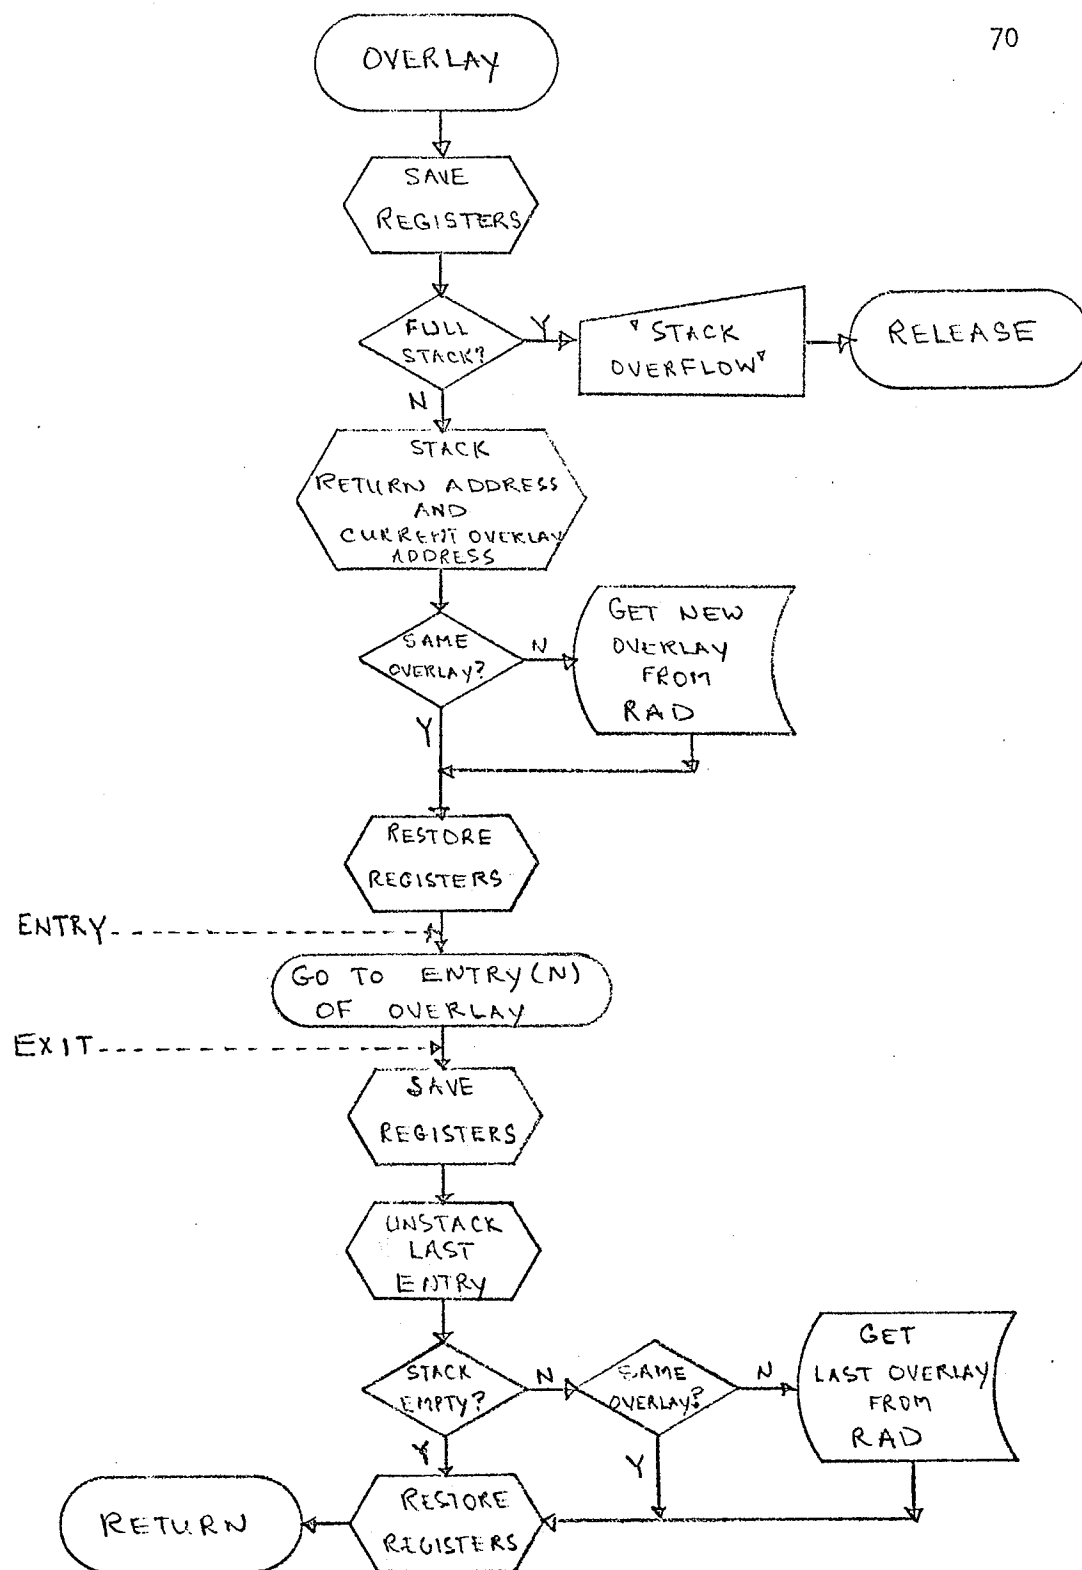 70
OVERLAY
SAVE
REGISTERS
FULL
STACK?
Y
"STACK
OVERFLOW"
RELEASE
N
STACK
RETURN ADDRESS
AND
CURRENT OVERLAY
ADDRESS
SAME
OVERLAY?
N
GET NEW
OVERLAY
FROM
RAD
Y
RESTORE
REGISTERS
ENTRY
GO TO ENTRY(N)
OF OVERLAY
EXIT
SAVE
REGISTERS
UNSTACK
LAST
ENTRY
STACK
EMPTY?
N
SAME
OVERLAY?
N
GET
LAST OVERLAY
FROM
RAD
Y
Y
RESTORE
REGISTERS
RETURN